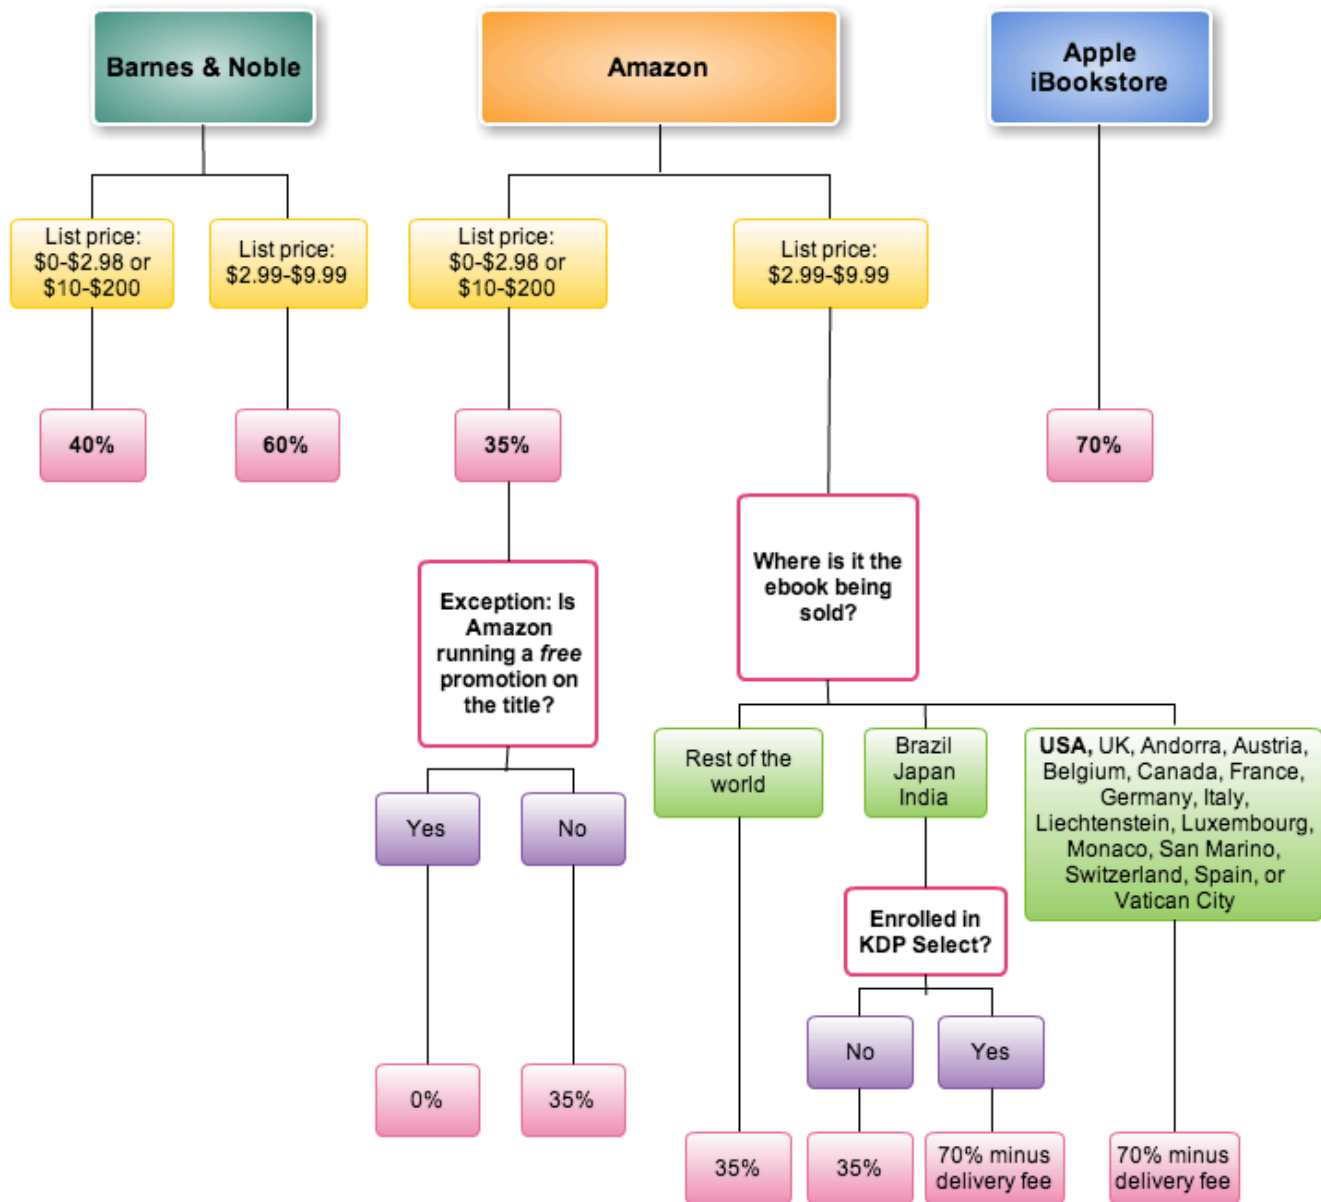 Barnes & Noble
Amazon
Apple
iBookstore
List price:
$0-$2.98 or
$10-$200
List price:
$2.99-$9.99
List price:
$0-$2.98 or
$10-$200
List price:
$2.99-$9.99
40%
60%
35%
70%
Where is it the
ebook being
sold?
Exception: Is
Amazon
running a free
promotion on
the title?
Rest of the
world
Brazil
Japan
India
USA, UK, Andorra, Austria,
Belgium, Canada, France,
Germany, Italy,
Liechtenstein, Luxembourg,
Monaco, San Marino,
Switzerland, Spain, or
Vatican City
Yes
No
Enrolled in
KDP Select?
No
Yes
0%
35%
35%
35%
70% minus
delivery fee
70% minus
delivery fee